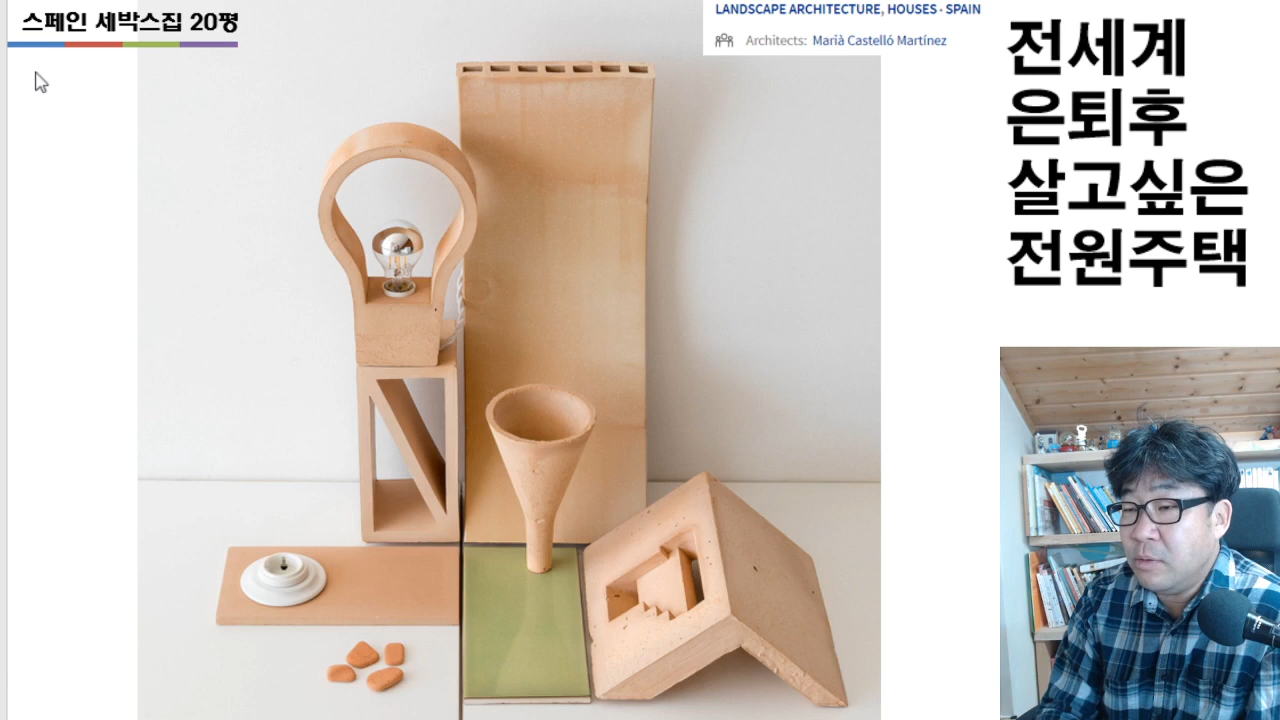 스페인 세박스집 20평
LANDSCAPE ARCHITECTURE, HOUSES · SPAIN
Architects: Marià Castelló Martínez
전세계
은퇴후
살고싶은
전원주택